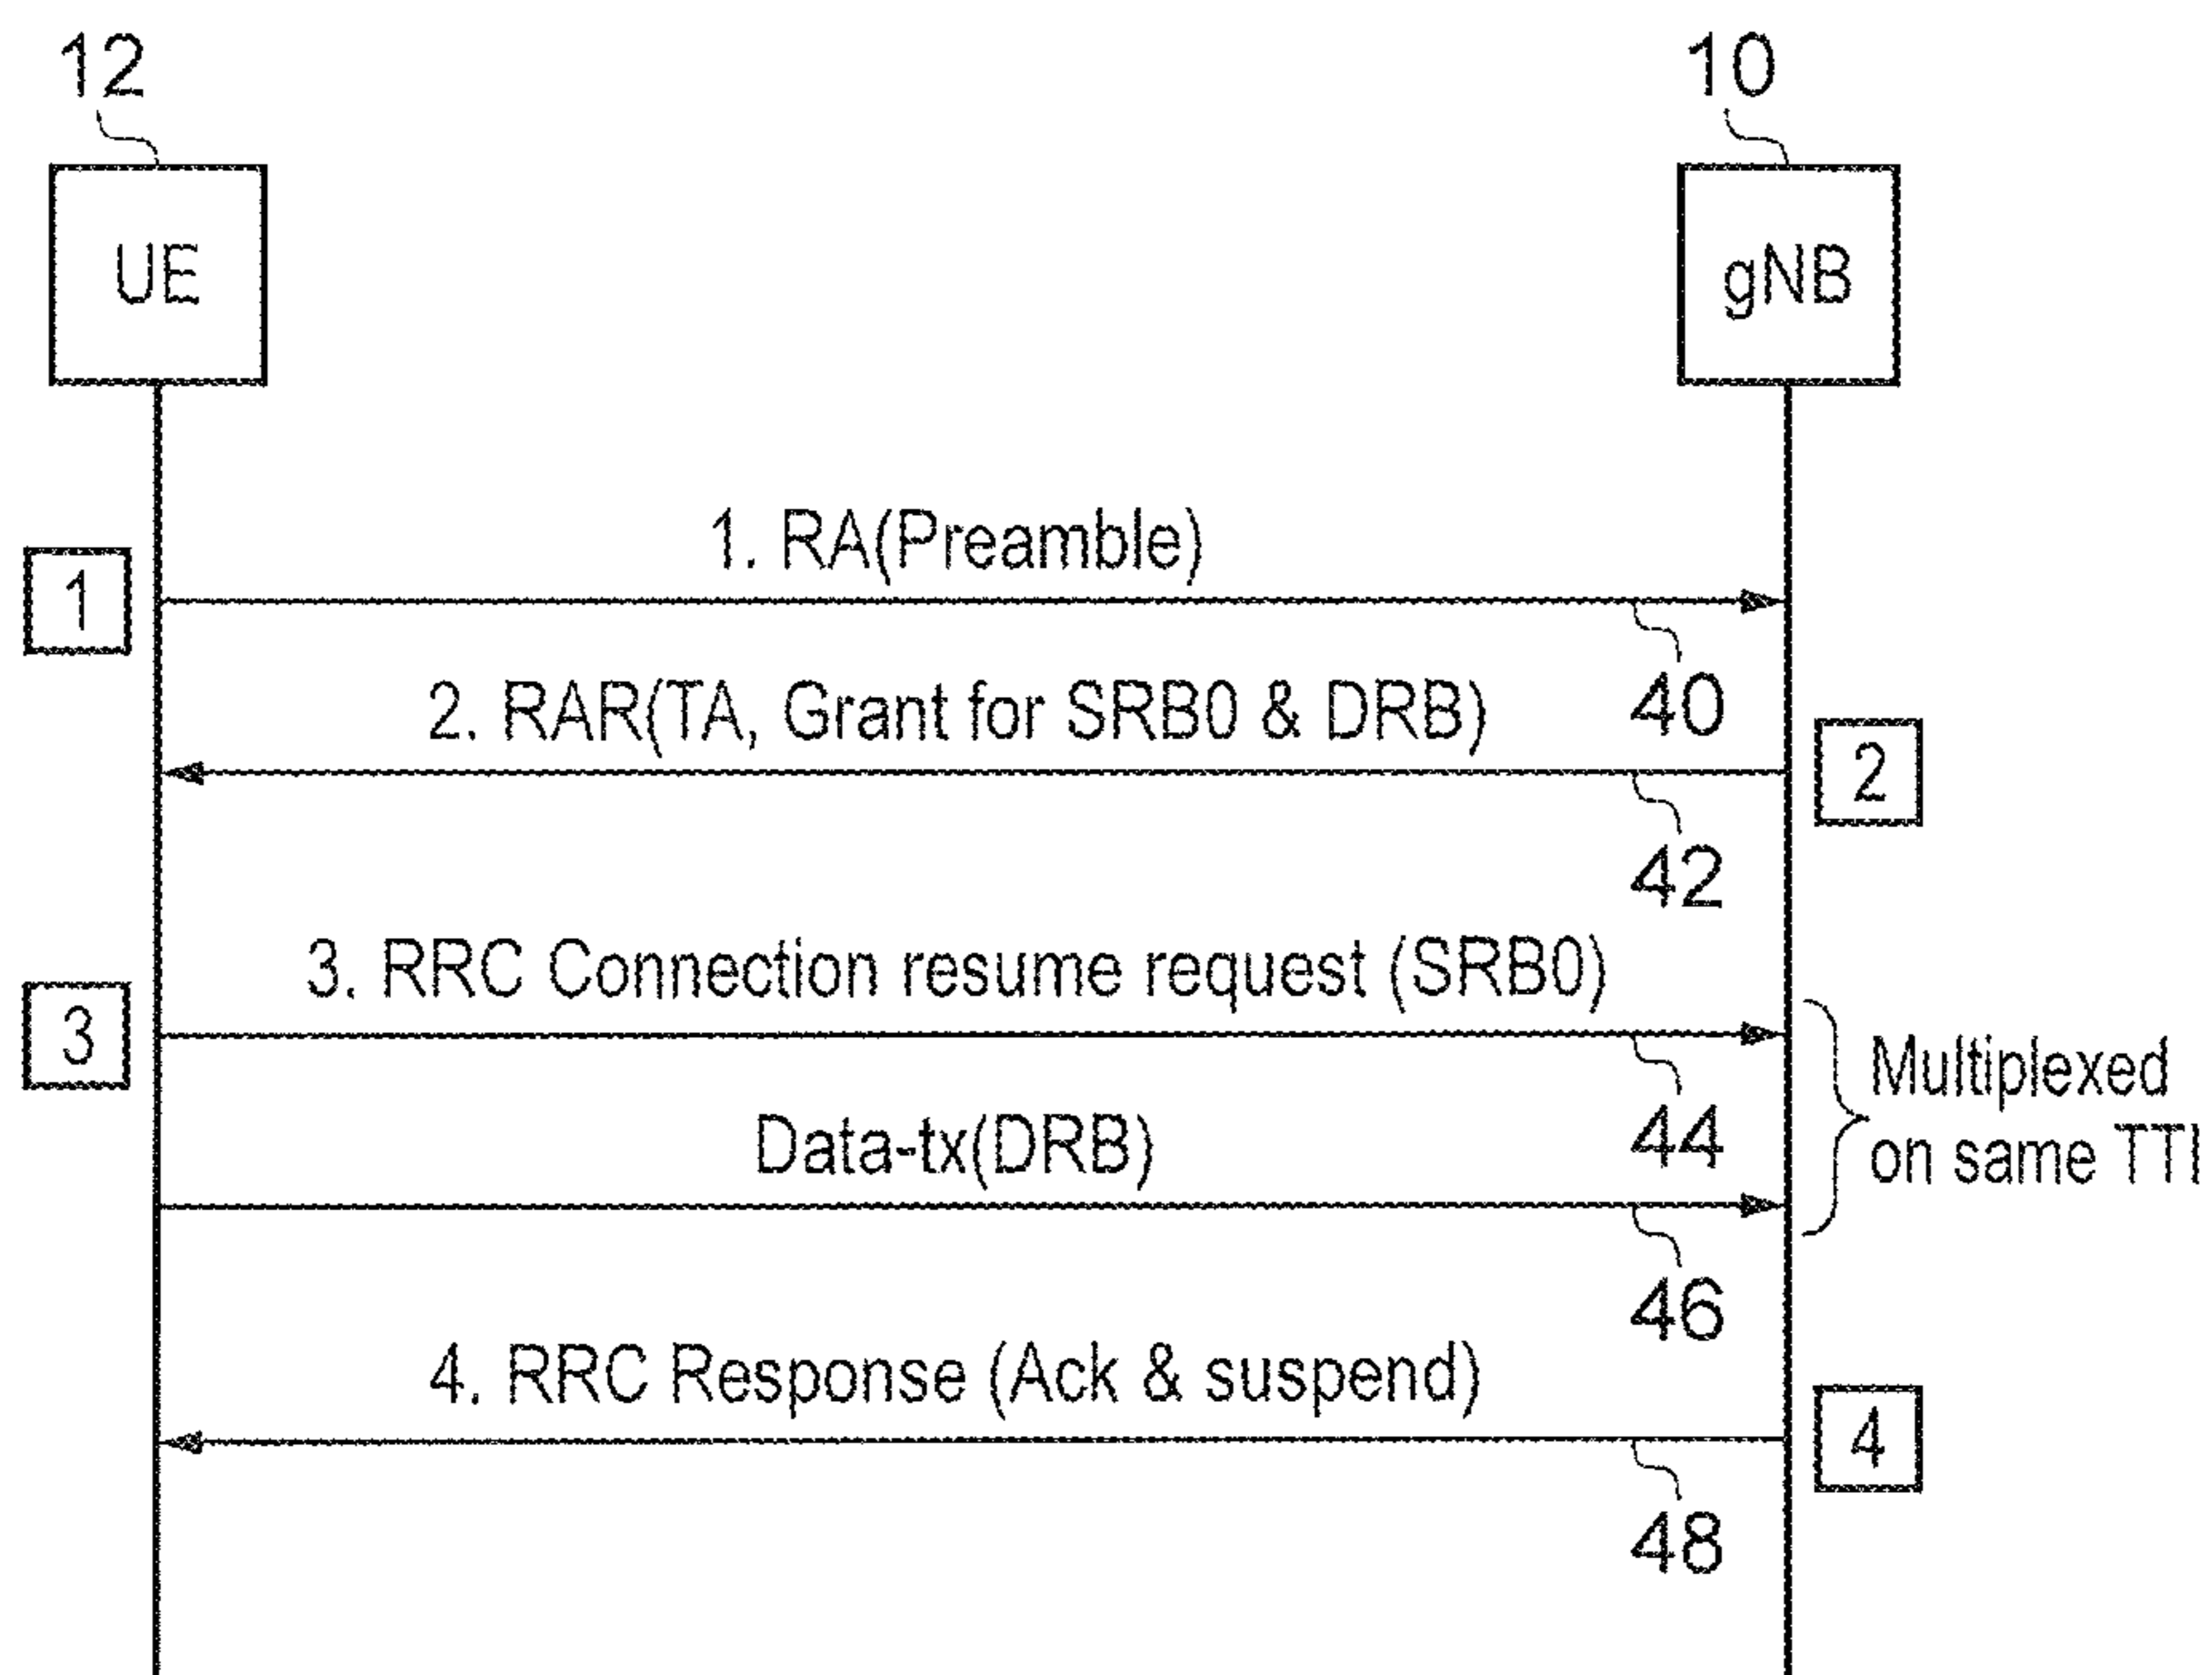 12
10
UE
gNB
1. RA(Preamble)
1
40
2. RAR(TA, Grant for SRB0 & DRB)
2
42
3. RRC Connection resume request (SRB0)
3
44
Multiplexed
on same TTI
Data-tx(DRB)
46
4. RRC Response (Ack & suspend)
4
48